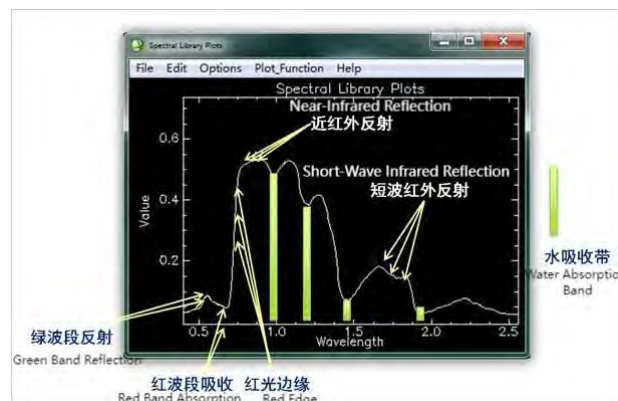 Spectral Library Plots
File Edit Options Plot_Function Help
Spectral Library Plots
Near-Infrared Reflection
近红外反射
Short-Wave Infrared Reflection
短波红外反射
0.6
0.4
0.2
Value
0.5 1.0 1.5 2.0 2.5
Wavelength
水吸收带
Water Absorption
Band
绿波段反射
Green Band Reflection
红波段吸收 红光边缘
Red Band Absorption Red Edge